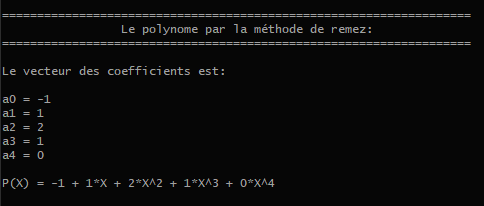 ===================================================================
Le polynome par la méthode de remez:
===================================================================
Le vecteur des coefficients est:
a0 = -1
a1 = 1
a2 = 2
a3 = 1
a4 = 0
P(X) = -1 + 1*X + 2*X^2 + 1*X^3 + 0*X^4